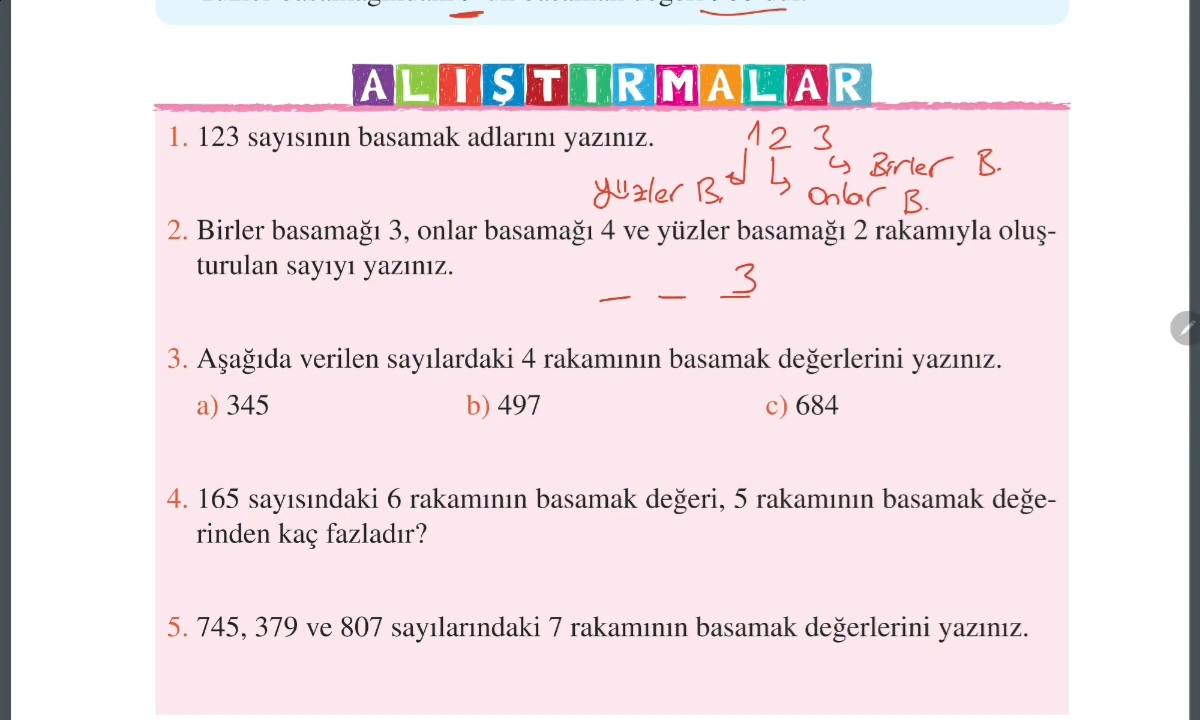 ALIŞTIRMALAR
1. 123 sayısının basamak adlarını yazınız.
1 2 3
Birler B.
Yüzler B.
Onlar B.
2. Birler basamağı 3, onlar basamağı 4 ve yüzler basamağı 2 rakamıyla oluş-
turulan sayıyı yazınız.
_ _ 3
3. Aşağıda verilen sayılardaki 4 rakamının basamak değerlerini yazınız.
a) 345 b) 497 c) 684
4. 165 sayısındaki 6 rakamının basamak değeri, 5 rakamının basamak değe-
rinden kaç fazladır?
5. 745, 379 ve 807 sayılarındaki 7 rakamının basamak değerlerini yazınız.